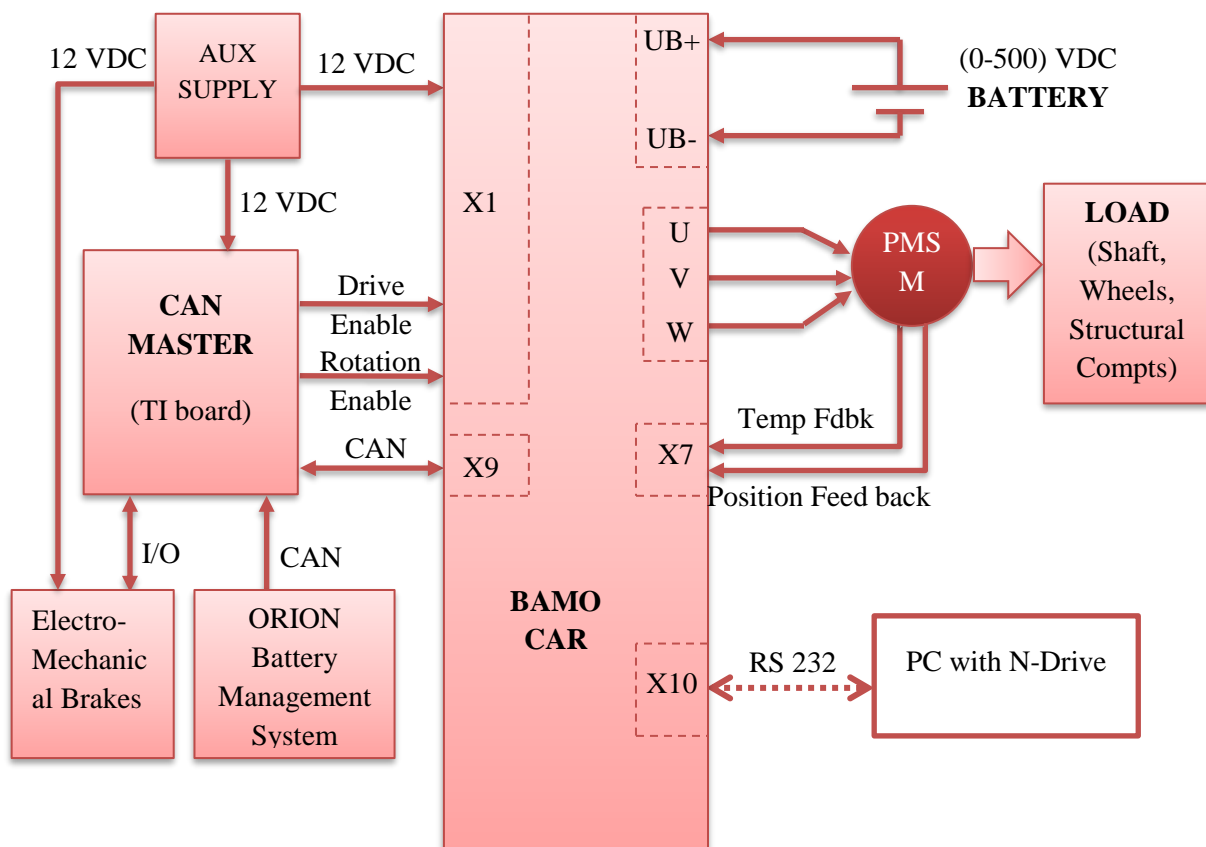 12 VDC
AUX
SUPPLY
12 VDC
12 VDC
CAN
MASTER
(TI board)
Drive
Enable
Rotation
Enable
CAN
I/O
CAN
Electro-
Mechanic
al Brakes
ORION
Battery
Management
System
X1
X9
BAMO
CAR
UB+
UB-
U
V
W
X7
X10
(0-500) VDC
BATTERY
PMS
M
LOAD
(Shaft,
Wheels,
Structural
Compts)
Temp Fdbk
Position Feed back
RS 232
PC with N-Drive